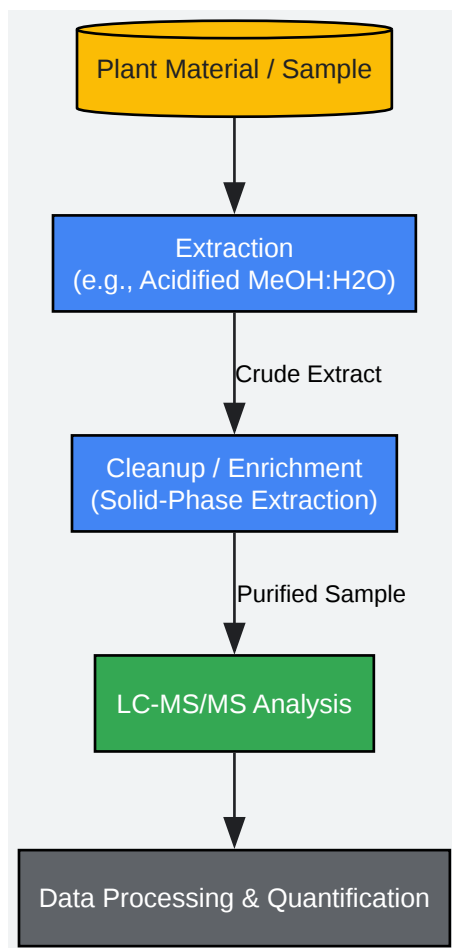 Plant Material / Sample
Extraction
(e.g., Acidified MeOH:H2O)
Crude Extract
Cleanup / Enrichment
(Solid-Phase Extraction)
Purified Sample
LC-MS/MS Analysis
Data Processing & Quantification